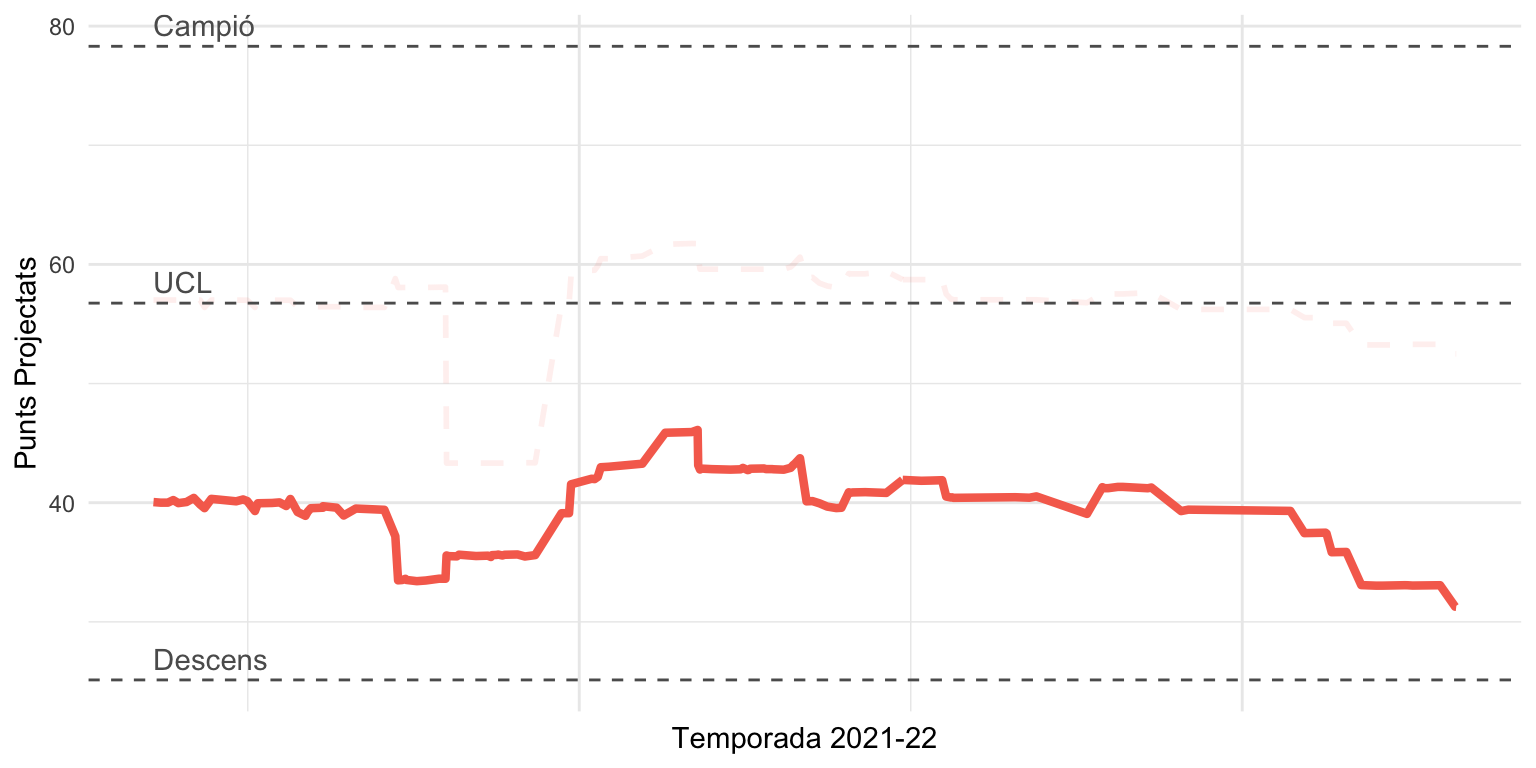 80
Campió
60
UCL
Punts Projectats
40
Descens
Temporada 2021-22